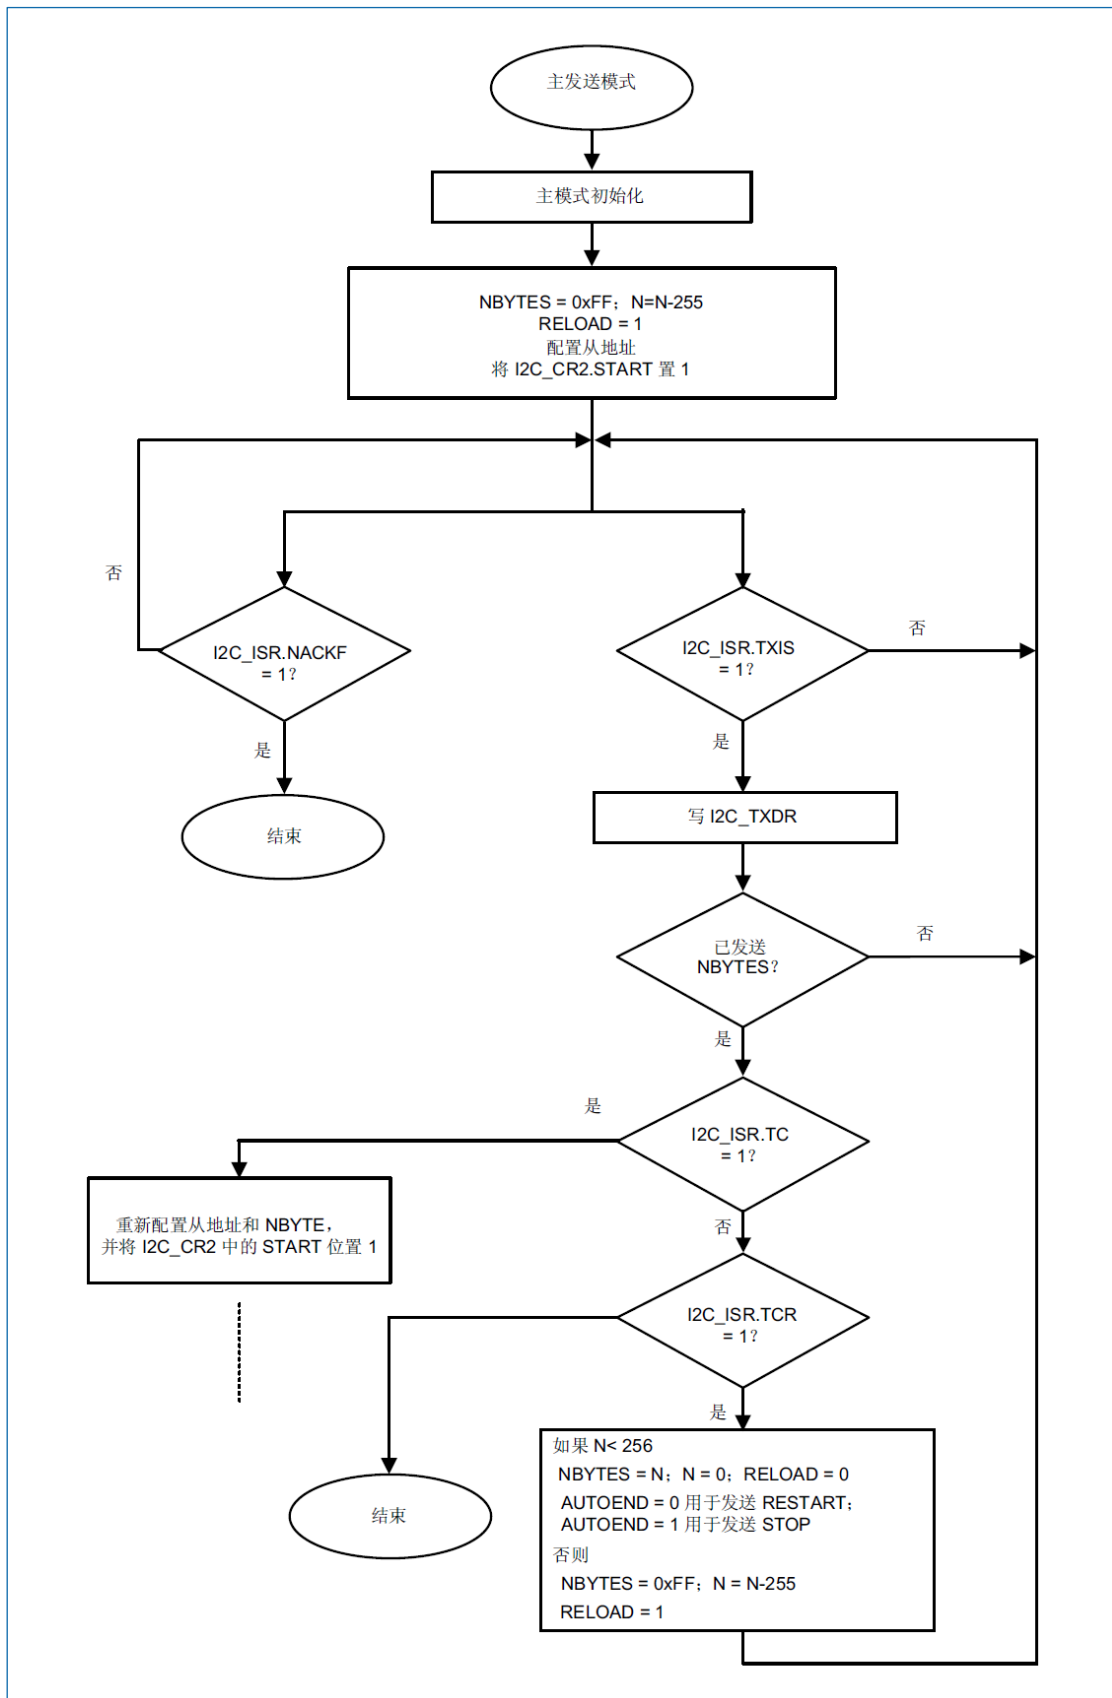 主发送模式
主模式初始化
NBYTES = 0xFF；N=N-255
RELOAD = 1
配置从地址
将 I2C_CR2.START 置 1
否
I2C_ISR.NACKF
= 1？
是
结束
I2C_ISR.TXIS
= 1？
否
是
写 I2C_TXDR
已发送
NBYTES？
否
是
I2C_ISR.TC
= 1？
是
重新配置从地址和 NBYTE，
并将 I2C_CR2 中的 START 位置 1
否
I2C_ISR.TCR
= 1？
结束
是
如果 N< 256
NBYTES = N；N = 0；RELOAD = 0
AUTOEND = 0 用于发送 RESTART；
AUTOEND = 1 用于发送 STOP
否则
NBYTES = 0xFF；N = N-255
RELOAD = 1